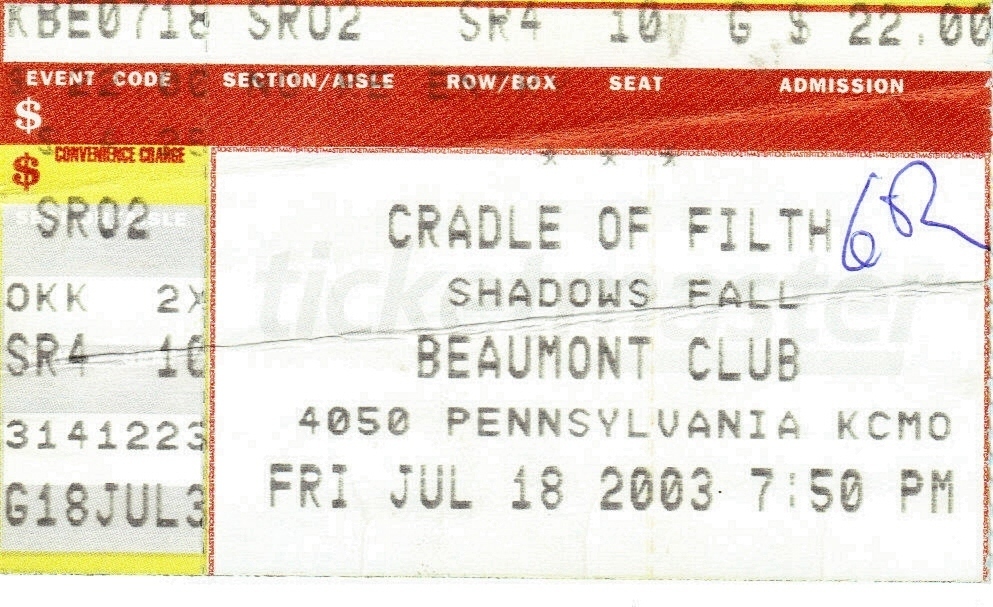 KBE0718 SR02 SR4 10 G $ 22.00
EVENT CODE SECTION/AISLE ROW/BOX SEAT ADMISSION
$
$ CONVENIENCE CHARGE
SR02
OKK 2X
SR4 10
3141223
G18JUL3
* * *
CRADLE OF FILTH
SHADOWS FALL
ticketmaster
BEAUMONT CLUB
4050 PENNSYLVANIA KCMO
FRI JUL 18 2003 7:50 PM